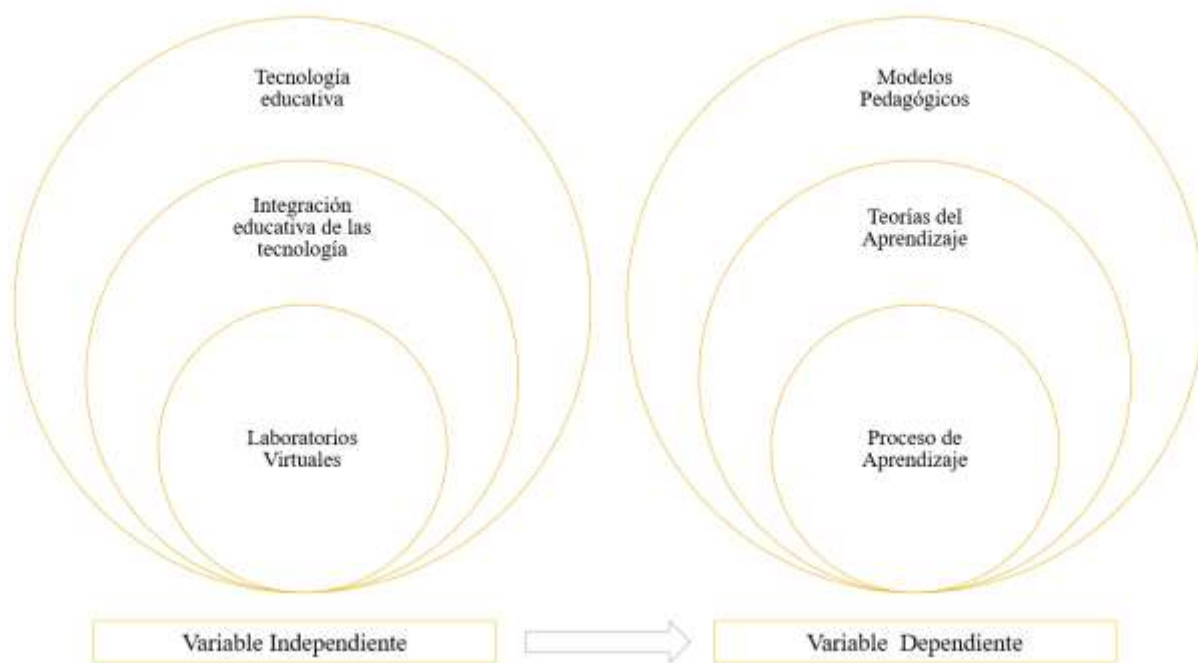 Tecnología
educativa
Integración
educativa de las
tecnología
Laboratorios
Virtuales
Variable Independiente
Modelos
Pedagógicos
Teorías del
Aprendizaje
Proceso de
Aprendizaje
Variable Dependiente